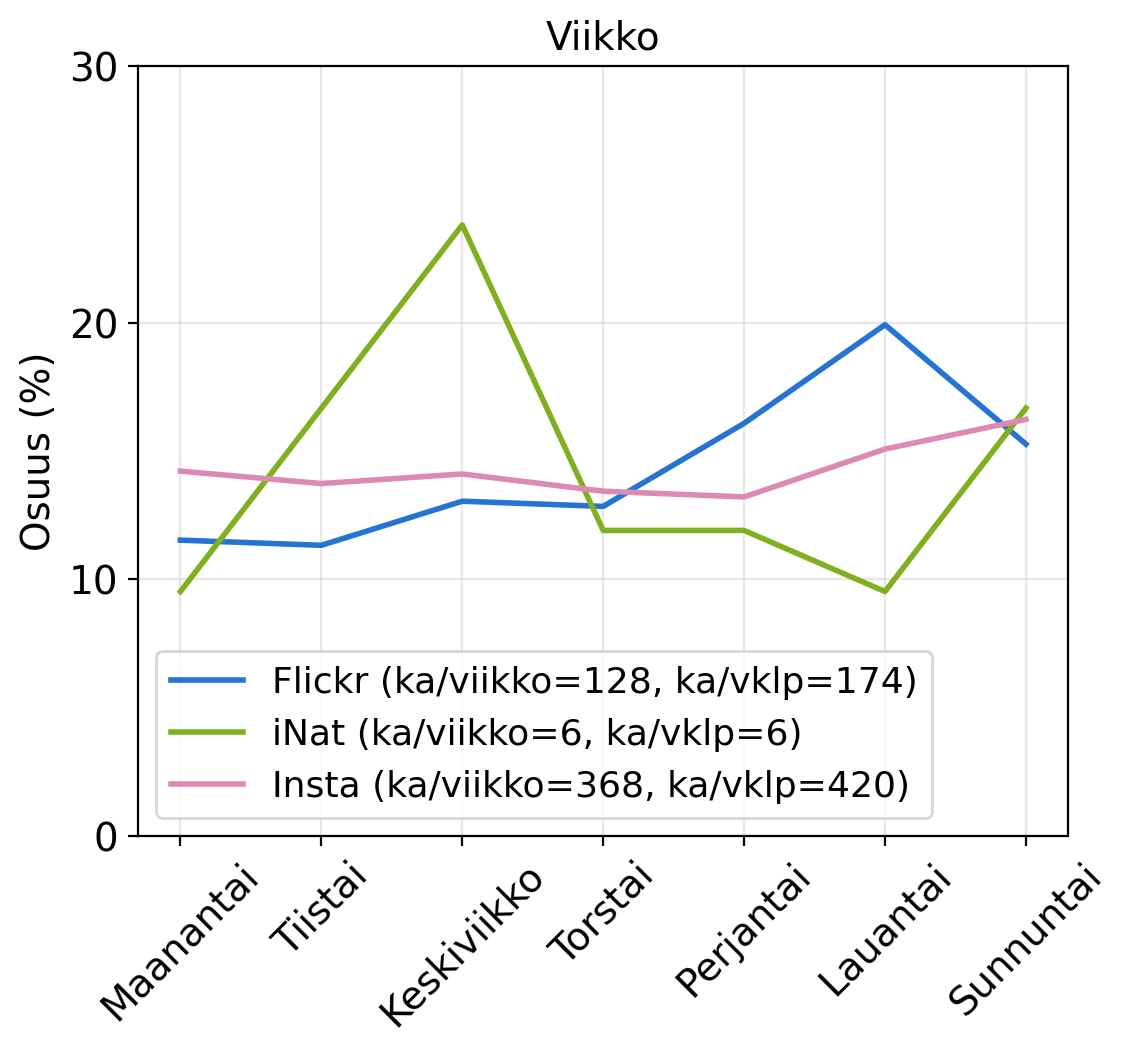 Viikko
30
20
10
0
Osuus (%)
Flickr (ka/viikko=128, ka/vklp=174)
iNat (ka/viikko=6, ka/vklp=6)
Insta (ka/viikko=368, ka/vklp=420)
Maanantai
Tiistai
Keskiviikko
Torstai
Perjantai
Lauantai
Sunnuntai